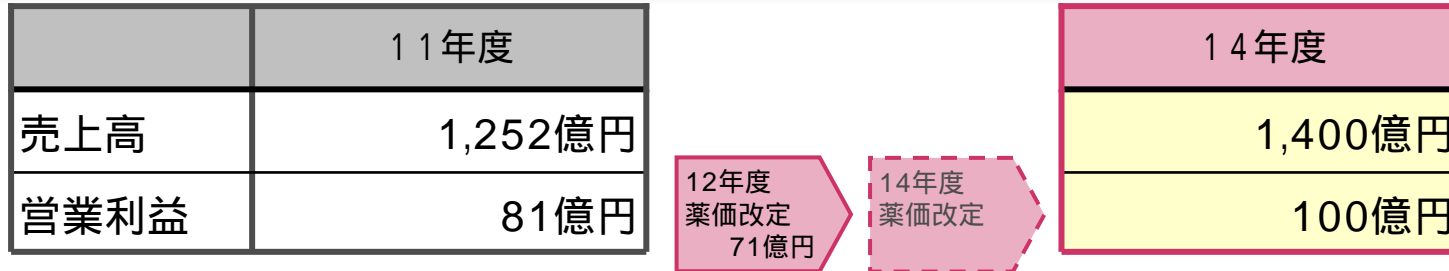 １１年度
１４年度
売上高 1,252億円 1,400億円
営業利益 81億円 100億円
12年度
薬価改定
71億円
14年度
薬価改定